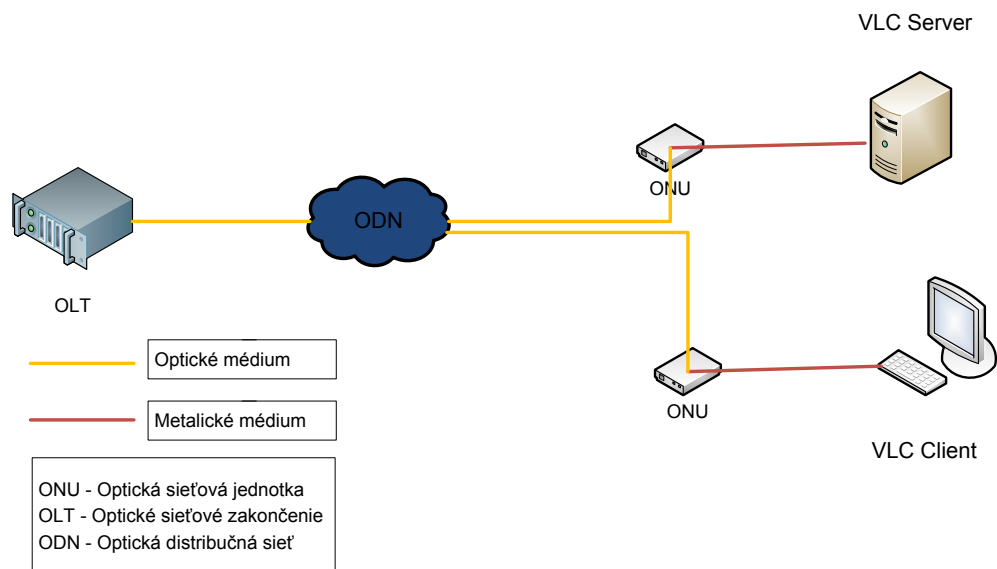 VLC Server
ONU
ODN
OLT
ONU
VLC Client
Optické médium
Metalické médium
ONU - Optická sieťová jednotka
OLT - Optické sieťové zakončenie
ODN - Optická distribučná sieť